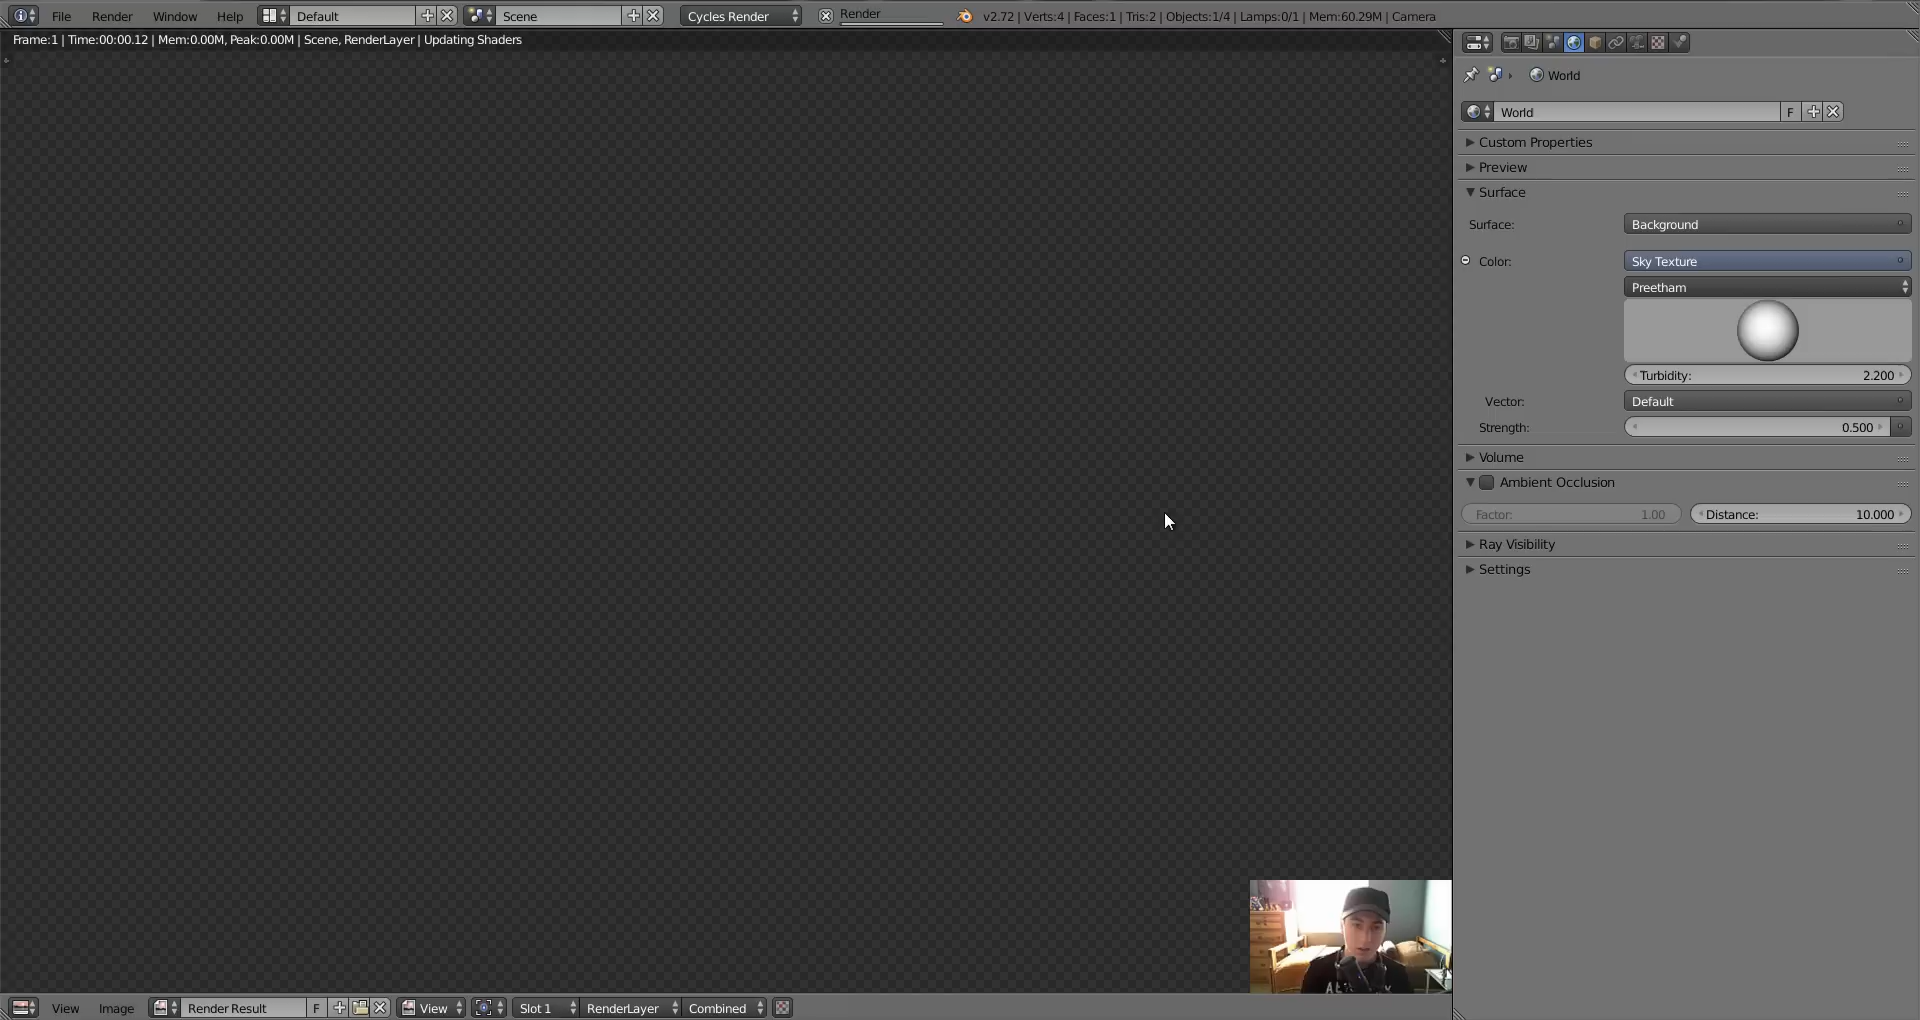 File Render Window Help Default Scene Cycles Render Render v2.72 | Verts:4 | Faces:1 | Tris:2 | Objects:1/4 | Lamps:0/1 | Mem:60.29M | Camera
Frame:1 | Time:00:00.12 | Mem:0.00M, Peak:0.00M | Scene, RenderLayer | Updating Shaders
World
World F
Custom Properties
Preview
Surface
Surface: Background
Color: Sky Texture
Preetham
Turbidity: 2.200
Vector: Default
Strength: 0.500
Volume
Ambient Occlusion
Factor: 1.00 Distance: 10.000
Ray Visibility
Settings
View Image Render Result F View Slot 1 RenderLayer Combined